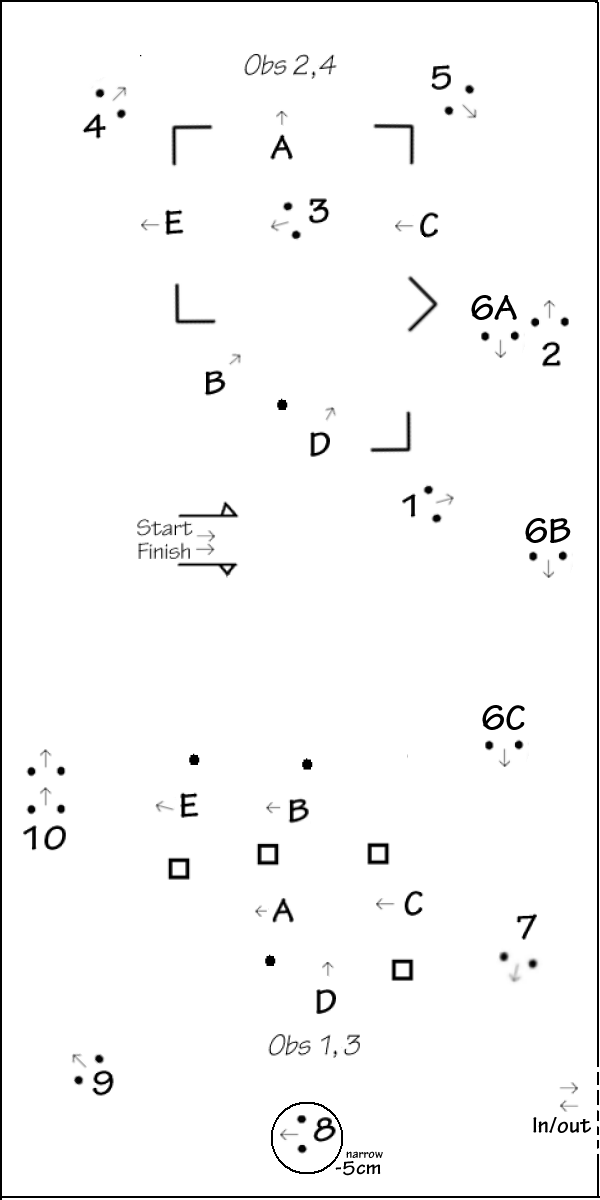 Obs 2,4
5
4
A
3
E
C
6A
2
B
D
1
Start
Finish
6B
6C
E
B
10
A
C
7
D
Obs 1,3
9
In/out
8
narrow
-5cm